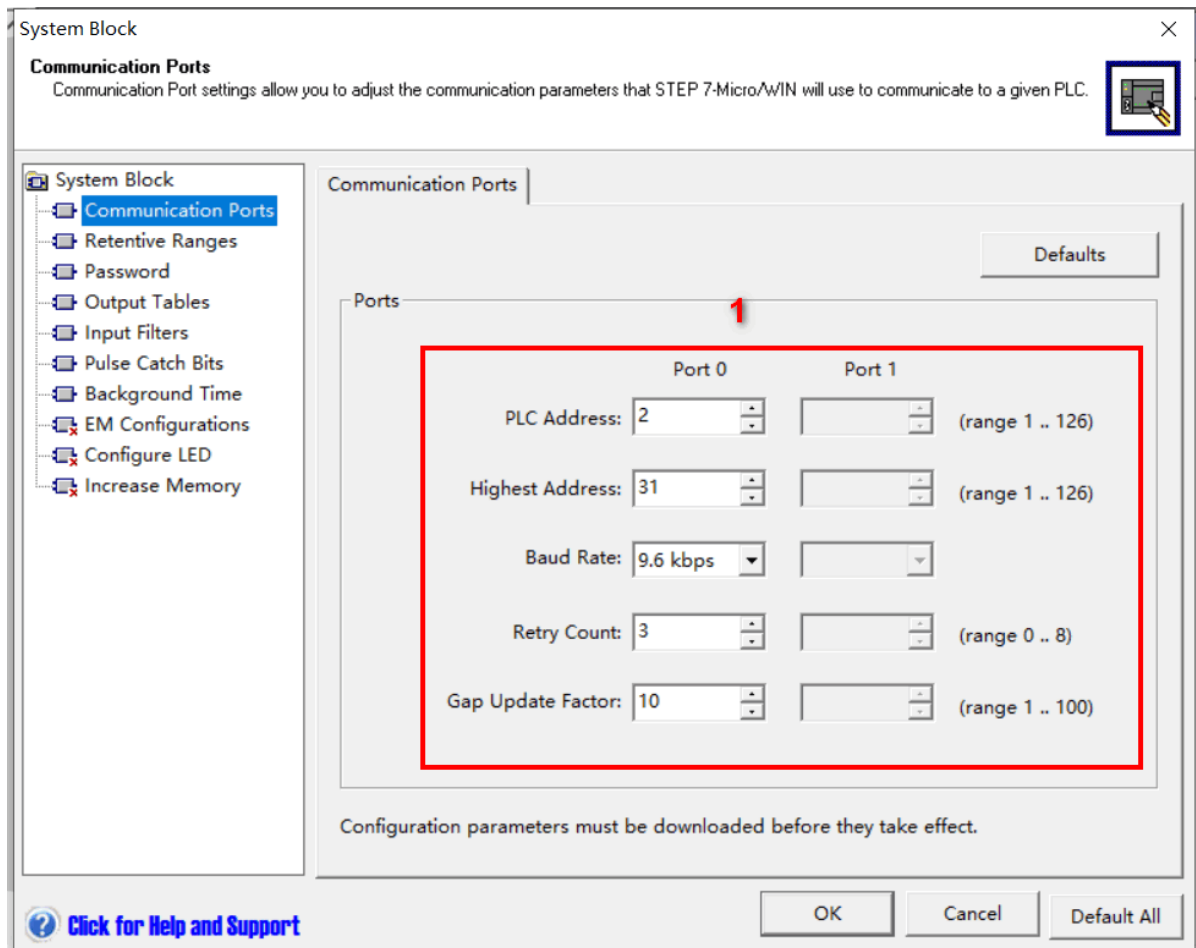 System Block
Communication Ports
Communication Port settings allow you to adjust the communication parameters that STEP 7-Micro/WIN will use to communicate to a given PLC.
System Block
Communication Ports
Retentive Ranges
Password
Output Tables
Input Filters
Pulse Catch Bits
Background Time
EM Configurations
Configure LED
Increase Memory
Communication Ports
Defaults
Ports
1
Port 0 Port 1
PLC Address: 2 (range 1 .. 126)
Highest Address: 31 (range 1 .. 126)
Baud Rate: 9.6 kbps
Retry Count: 3 (range 0 .. 8)
Gap Update Factor: 10 (range 1 .. 100)
Configuration parameters must be downloaded before they take effect.
Click for Help and Support
OK Cancel Default All